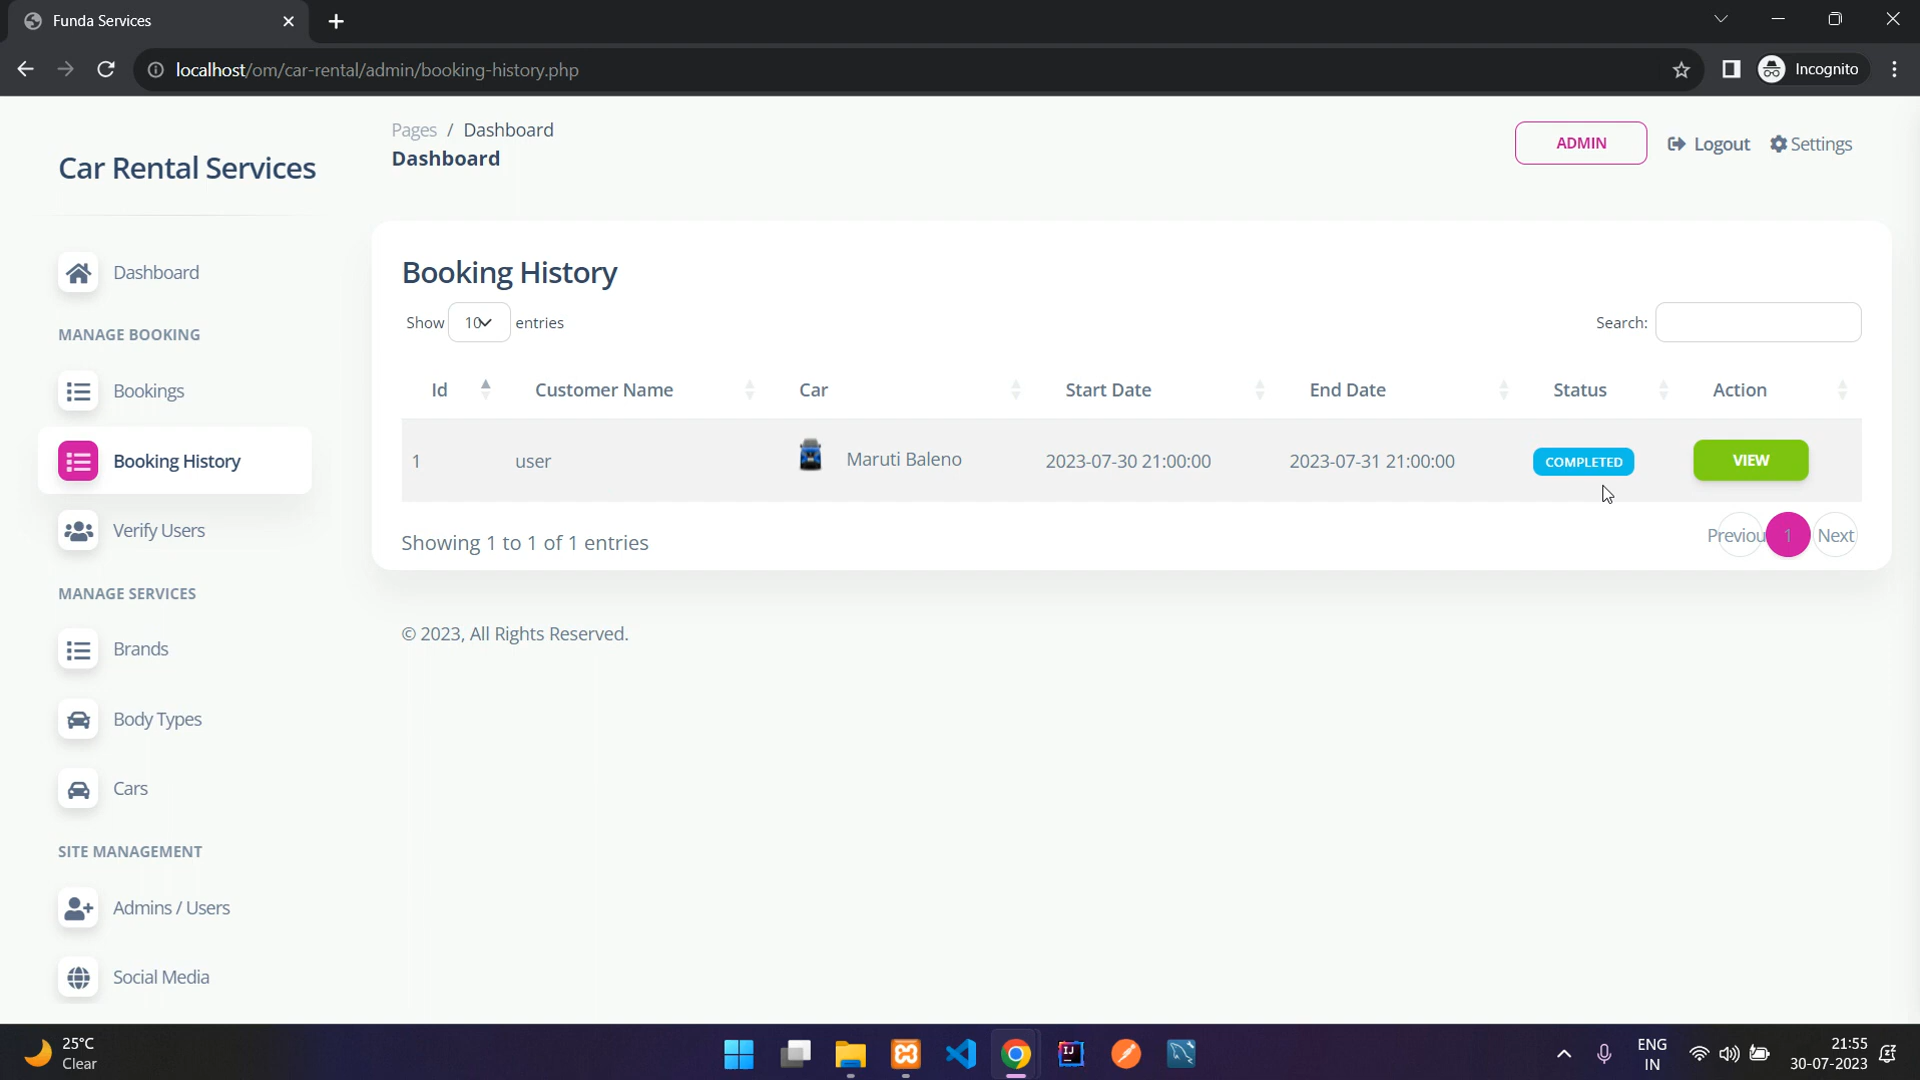 Funda Services
localhost/om/car-rental/admin/booking-history.php
Incognito
Car Rental Services
Pages / Dashboard
Dashboard
ADMIN
Logout
Settings
Dashboard
MANAGE BOOKING
Bookings
Booking History
Verify Users
MANAGE SERVICES
Brands
Body Types
Cars
SITE MANAGEMENT
Admins / Users
Social Media
Booking History
Show 10 entries
Search:
Id Customer Name Car Start Date End Date Status Action
1 user Maruti Baleno 2023-07-30 21:00:00 2023-07-31 21:00:00 COMPLETED VIEW
Showing 1 to 1 of 1 entries
Previou 1 Next
© 2023, All Rights Reserved.
25°C
Clear
ENG
IN
21:55
30-07-2023